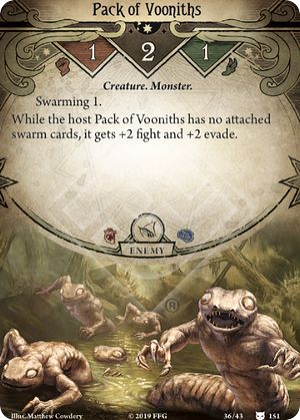 Pack of Vooniths
1 2 1
Creature. Monster.
Swarming 1.
While the host Pack of Vooniths has no attached
swarm cards, it gets +2 fight and +2 evade.
ENEMY
®
Illus. Matthew Cowdery © 2019 FFG 36/43 151